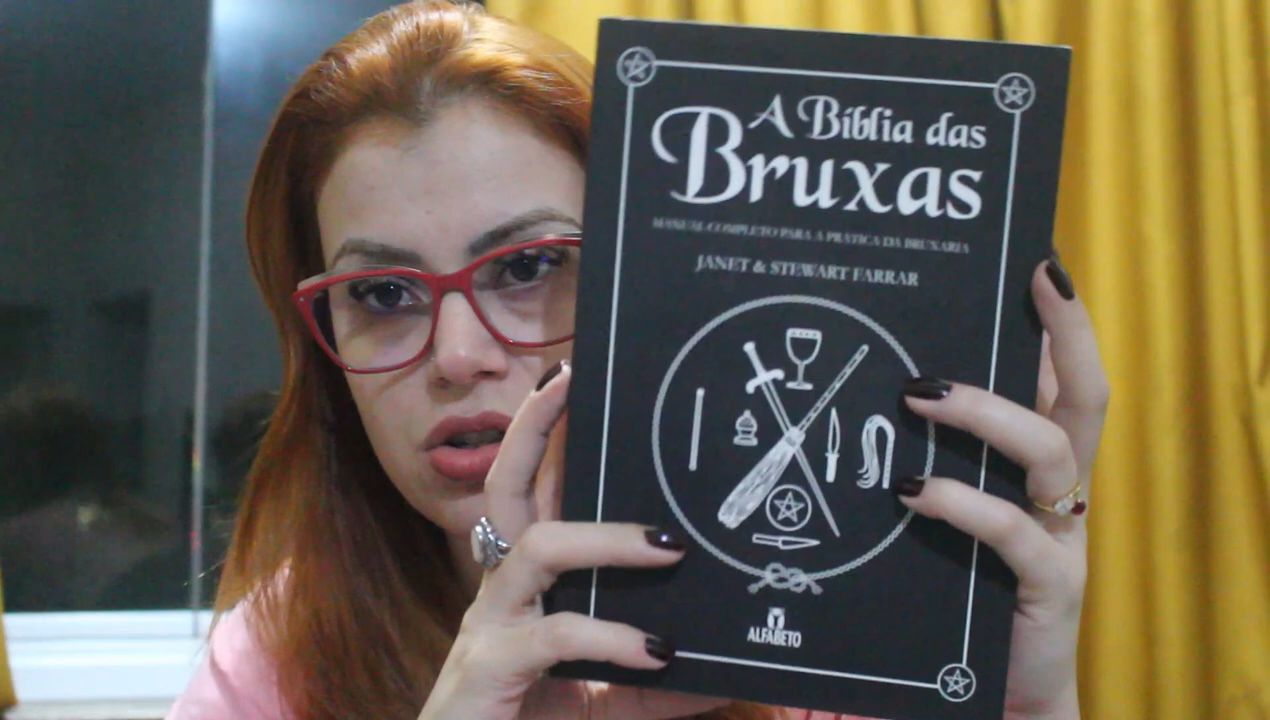 A Bíblia das
Bruxas
MANUAL COMPLETO PARA A PRÁTICA DA BRUXARIA
JANET & STEWART FARRAR
ALFABETO